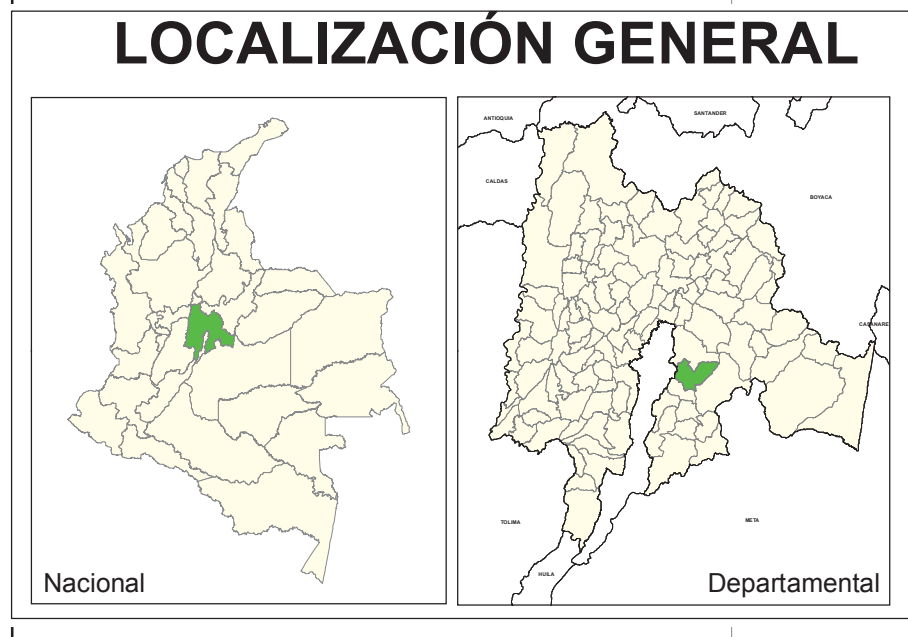 LOCALIZACIÓN GENERAL
Nacional
ANTIOQUIA
SANTANDER
CALDAS
BOYACA
CASANARE
TOLIMA
META
HUILA
Departamental